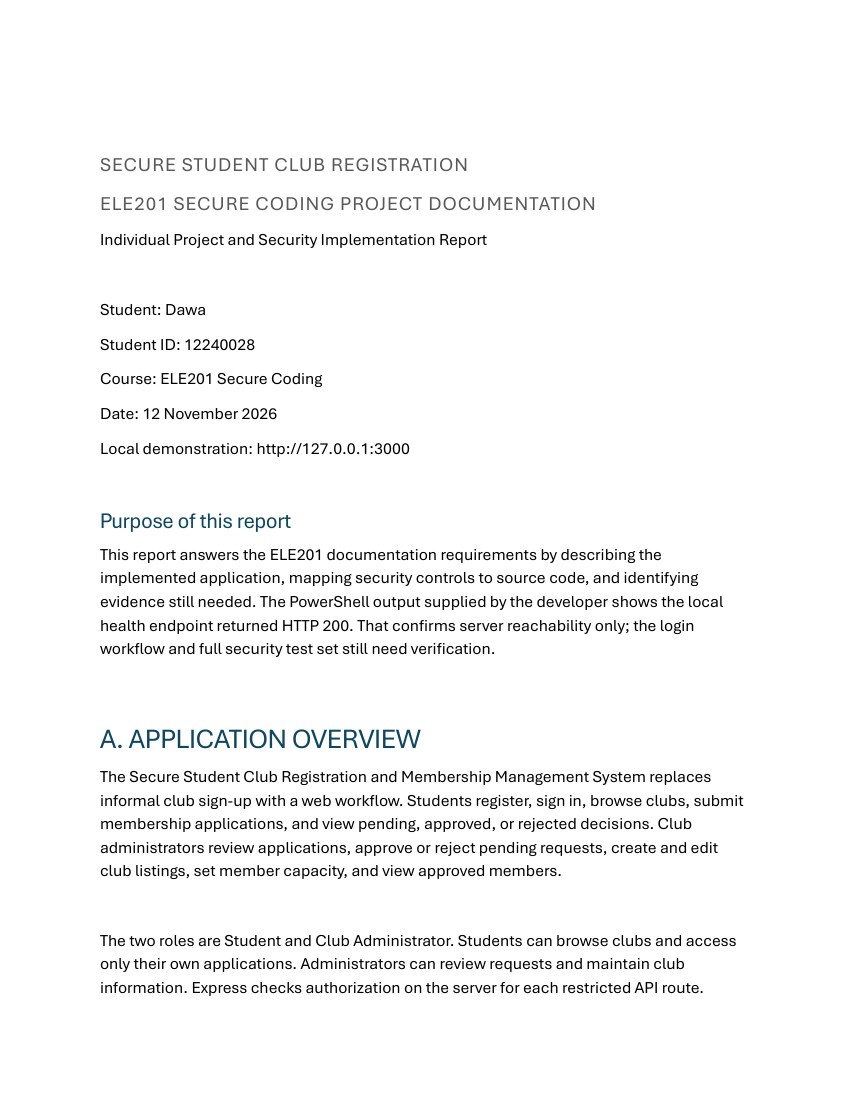 SECURE STUDENT CLUB REGISTRATION
ELE201 SECURE CODING PROJECT DOCUMENTATION
Individual Project and Security Implementation Report
Student: Dawa
Student ID: 12240028
Course: ELE201 Secure Coding
Date: 12 November 2026
Local demonstration: http://127.0.0.1:3000
Purpose of this report
This report answers the ELE201 documentation requirements by describing the
implemented application, mapping security controls to source code, and identifying
evidence still needed. The PowerShell output supplied by the developer shows the local
health endpoint returned HTTP 200. That confirms server reachability only; the login
workflow and full security test set still need verification.
A. APPLICATION OVERVIEW
The Secure Student Club Registration and Membership Management System replaces
informal club sign-up with a web workflow. Students register, sign in, browse clubs, submit
membership applications, and view pending, approved, or rejected decisions. Club
administrators review applications, approve or reject pending requests, create and edit
club listings, set member capacity, and view approved members.
The two roles are Student and Club Administrator. Students can browse clubs and access
only their own applications. Administrators can review requests and maintain club
information. Express checks authorization on the server for each restricted API route.